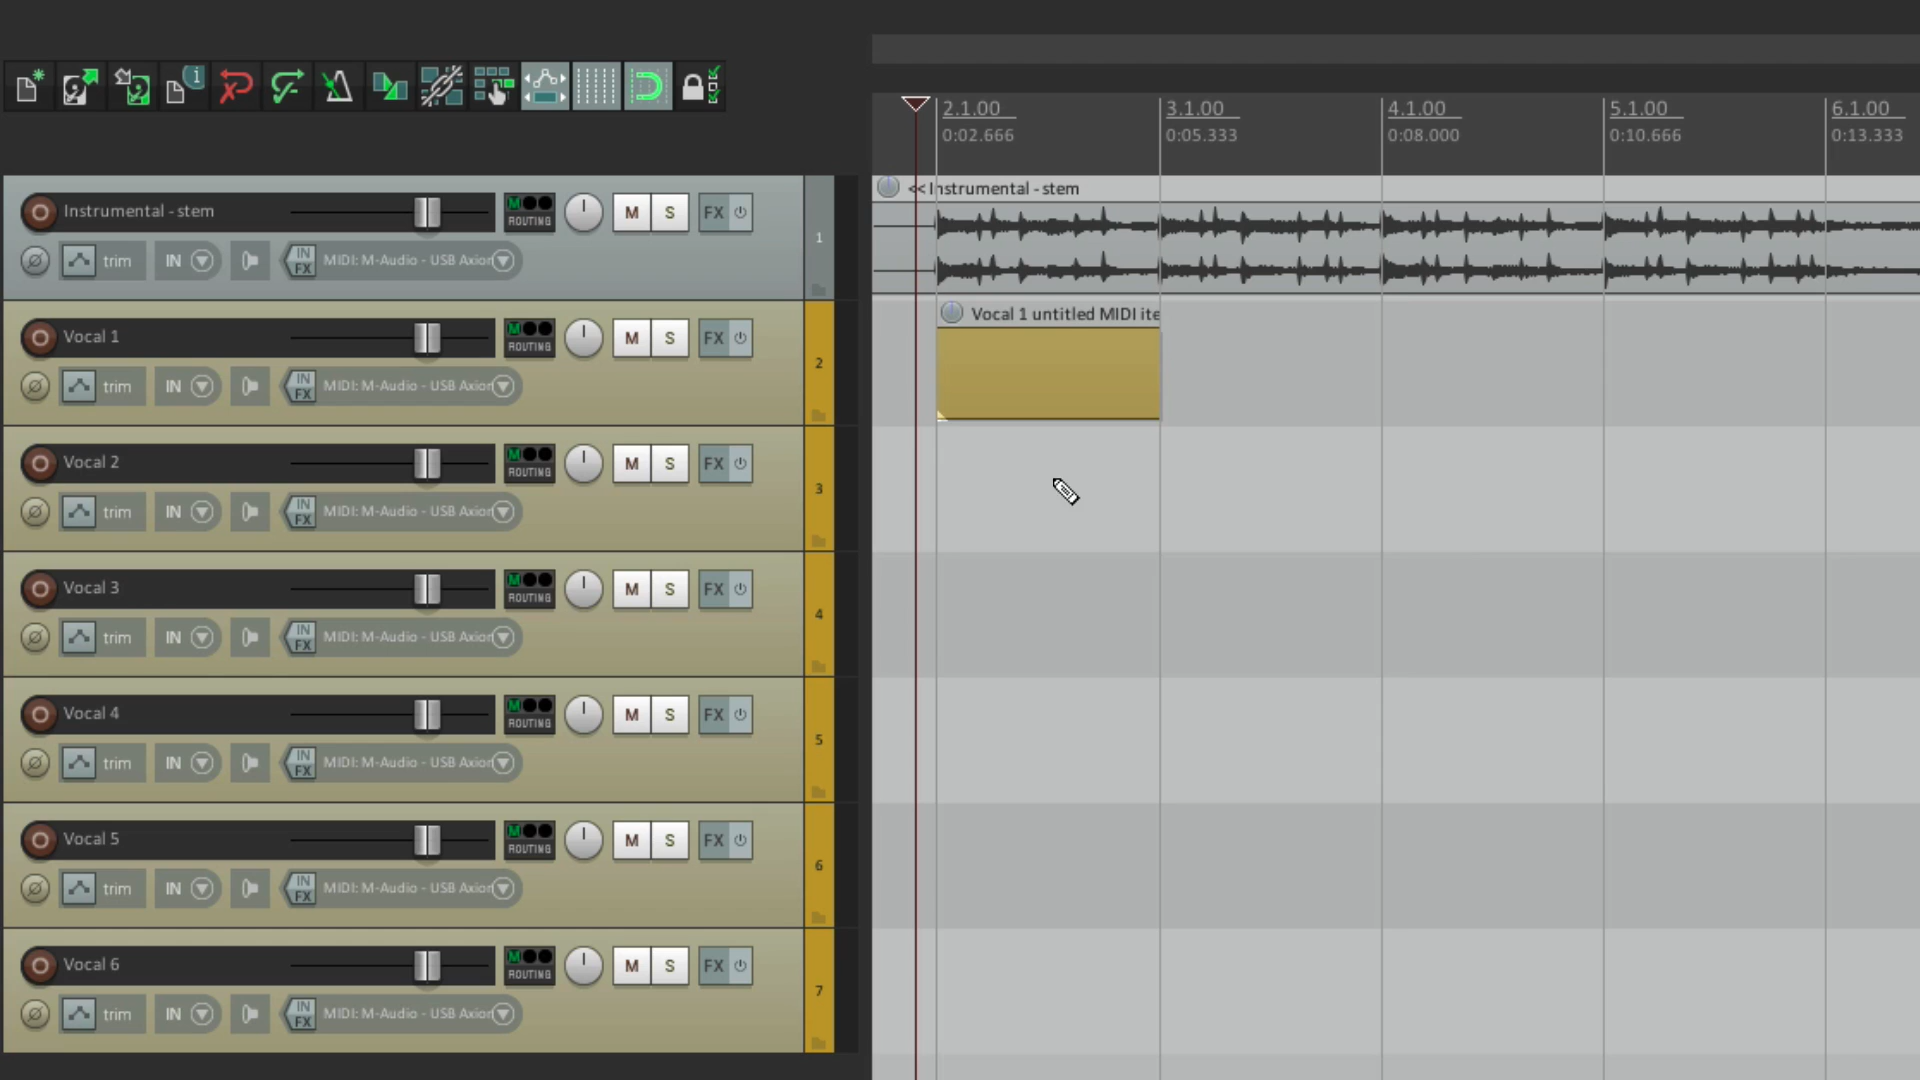 i
2.1.00 3.1.00 4.1.00 5.1.00 6.1.00
0:02.666 0:05.333 0:08.000 0:10.666 0:13.333
<< Instrumental - stem
Instrumental - stem ROUTING M S FX
M
1
trim IN IN FX MIDI: M-Audio - USB Axion
Vocal 1 untitled MIDI ite
Vocal 1 M ROUTING M S FX
2
trim IN IN FX MIDI: M-Audio - USB Axion
Vocal 2 M ROUTING M S FX
3
trim IN IN FX MIDI: M-Audio - USB Axion
Vocal 3 M ROUTING M S FX
4
trim IN IN FX MIDI: M-Audio - USB Axion
Vocal 4 M ROUTING M S FX
5
trim IN IN FX MIDI: M-Audio - USB Axion
Vocal 5 M ROUTING M S FX
6
trim IN IN FX MIDI: M-Audio - USB Axion
Vocal 6 M ROUTING M S FX
7
trim IN IN FX MIDI: M-Audio - USB Axion